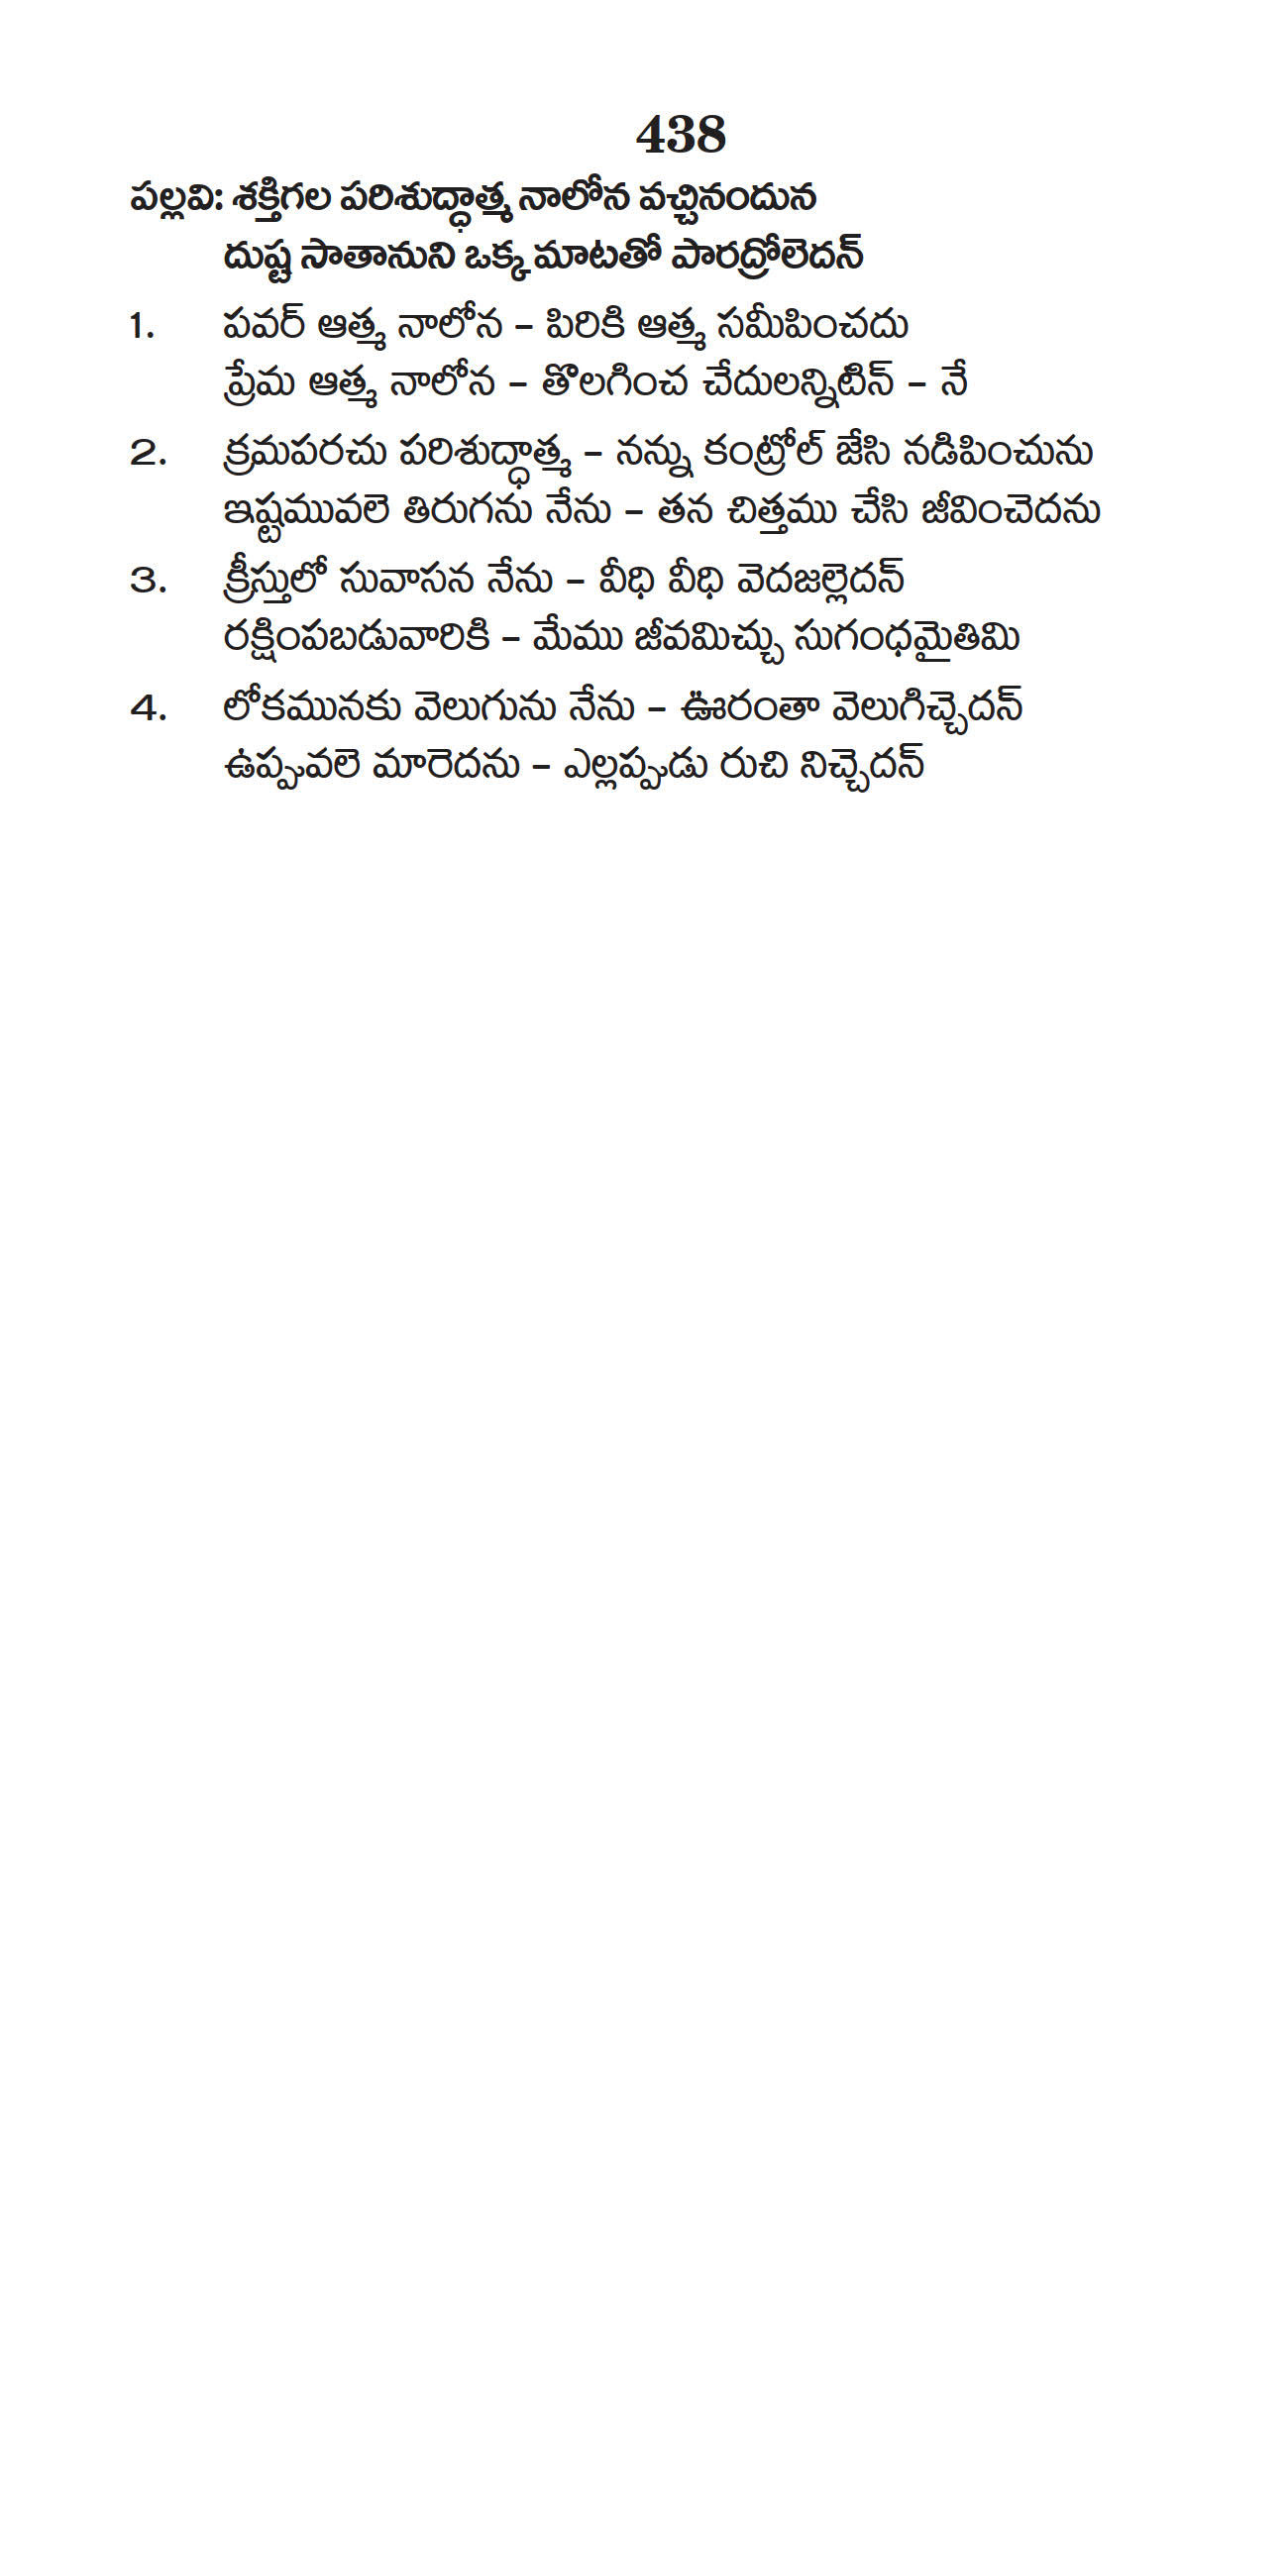 438
పల్లవి: శక్తిగల పరిశుద్ధాత్మ నాలోన వచ్చినందున
దుష్ట సాతానుని ఒక్క మాటతో పారద్రోలెదన్
1. పవర్ ఆత్మ నాలోన – పిరికి ఆత్మ సమీపించదు
ప్రేమ ఆత్మ నాలోన – తొలగించ చేదులన్నిటిన్ – నే
2. క్రమపరచు పరిశుద్ధాత్మ – నన్ను కంట్రోల్ జేసి నడిపించును
ఇష్టమువలె తిరుగను నేను – తన చిత్తము చేసి జీవించెదను
3. క్రీస్తులో సువాసన నేను – వీధి వీధి వెదజల్లెదన్
రక్షింపబడువారికి – మేము జీవమిచ్చు సుగంధమైతిమి
4. లోకమునకు వెలుగును నేను – ఊరంతా వెలుగిచ్చెదన్
ఉప్పువలె మారెదను – ఎల్లప్పుడు రుచి నిచ్చెదన్